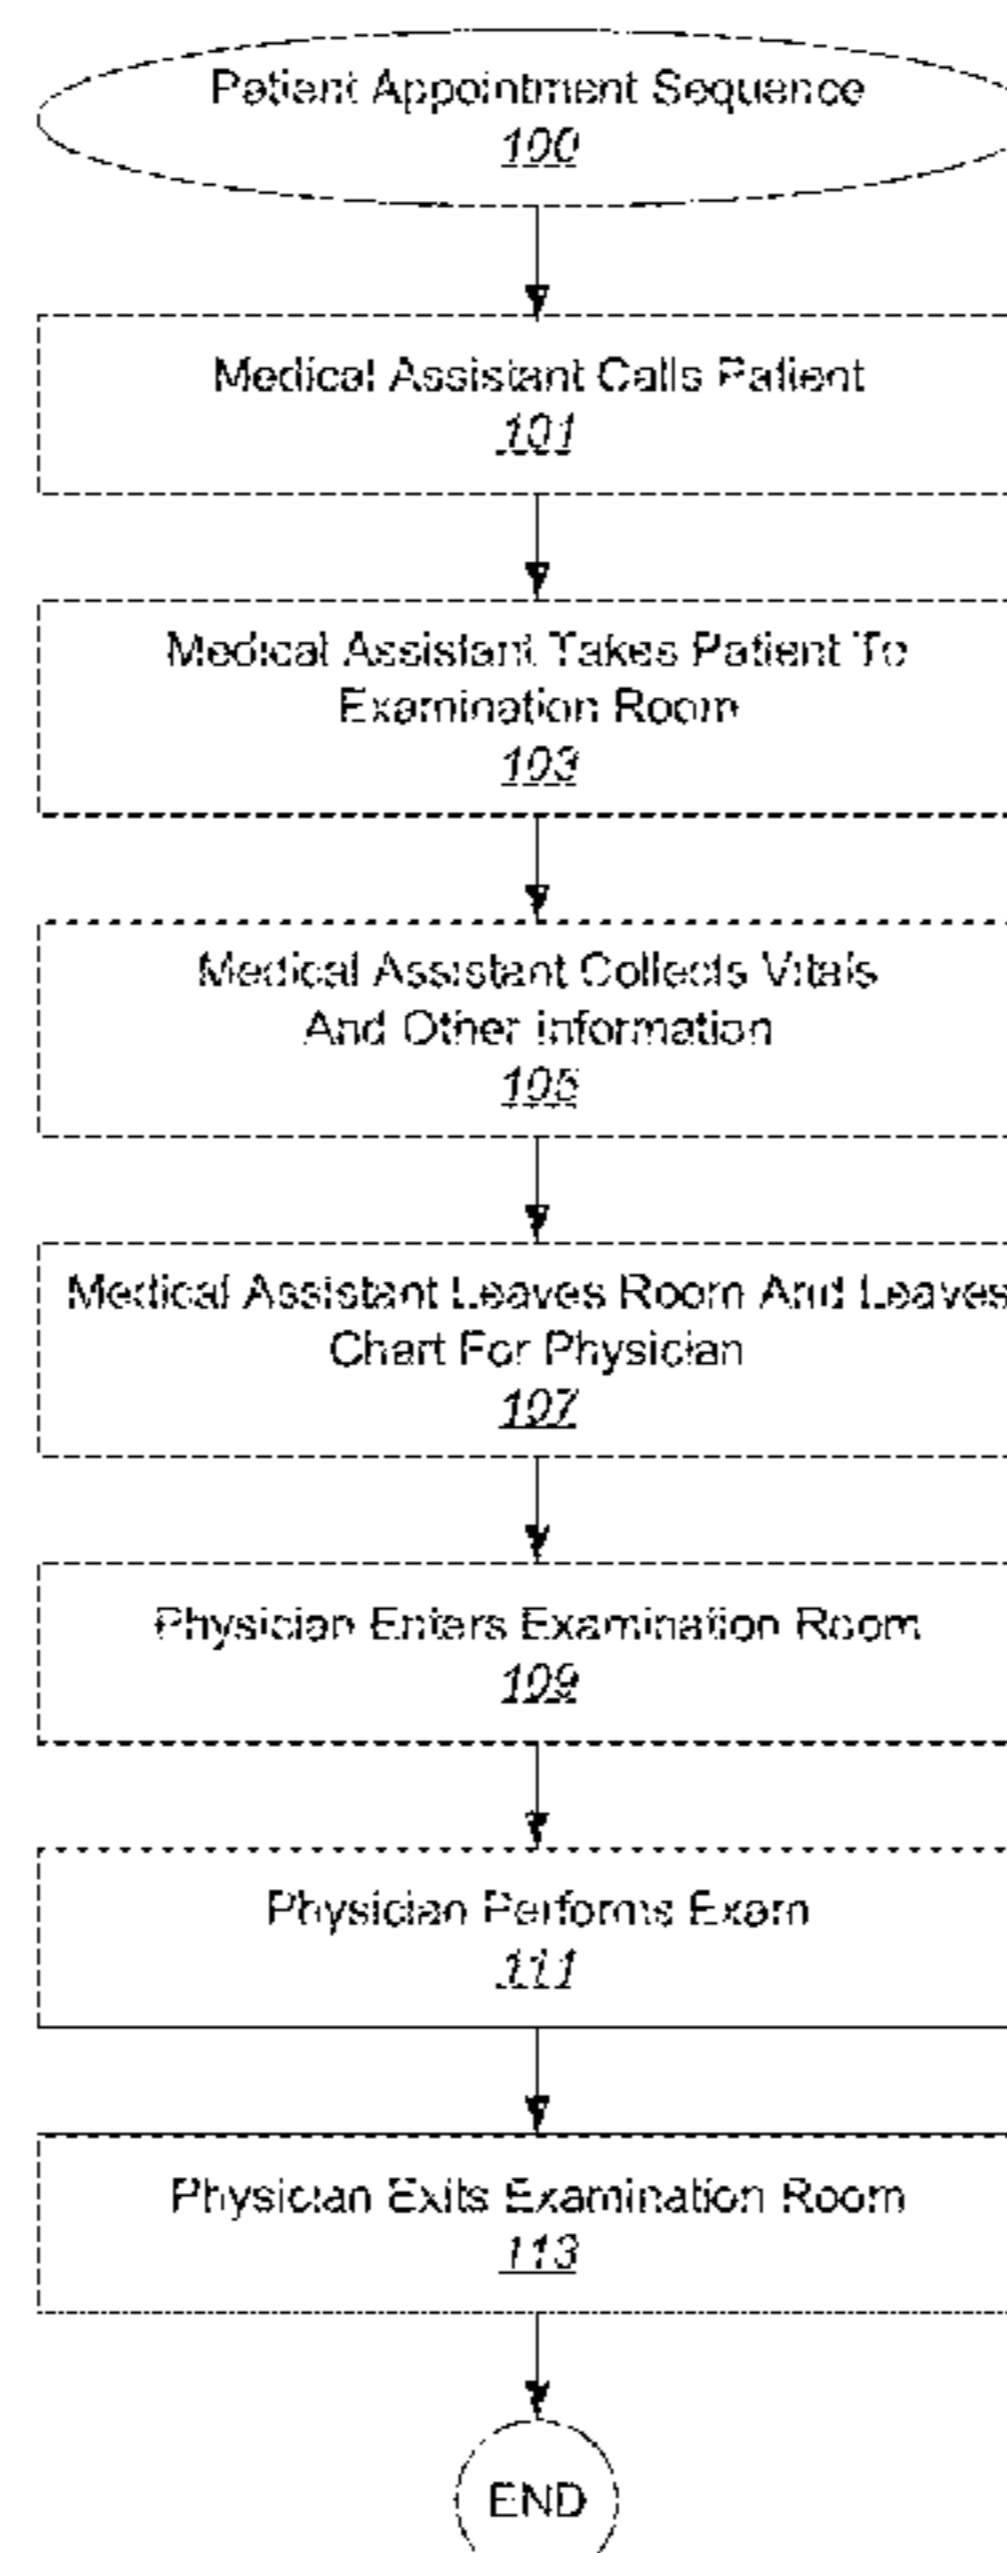 Patient Appointment Sequence
100
Medical Assistant Calls Patient
101
Medical Assistant Takes Patient To
Examination Room
103
Medical Assistant Collects Vitals
And Other Information
105
Medical Assistant Leaves Room And Leaves
Chart For Physician
107
Physician Enters Examination Room
109
Physician Performs Exam
111
Physician Exits Examination Room
113
END